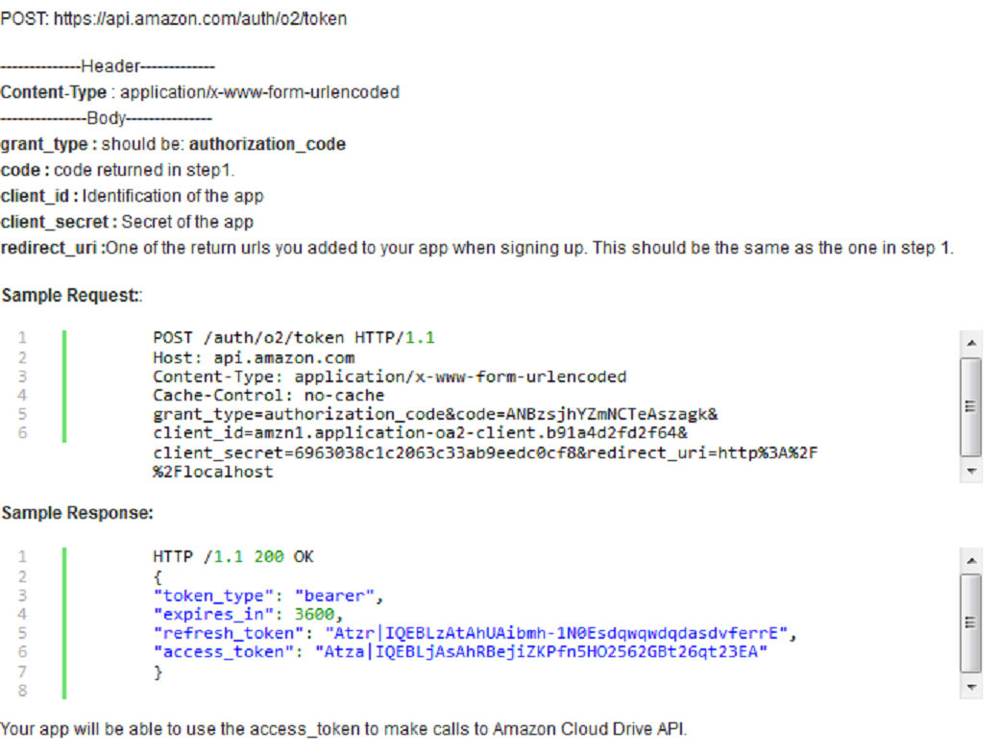 POST: https://api.amazon.com/auth/o2/token
--------------Header-------------
Content-Type : application/x-www-form-urlencoded
---------------Body---------------
grant_type : should be: authorization_code
code : code returned in step1.
client_id : Identification of the app
client_secret : Secret of the app
redirect_uri :One of the return urls you added to your app when signing up. This should be the same as the one in step 1.
Sample Request::
1 POST /auth/o2/token HTTP/1.1
2 Host: api.amazon.com
3 Content-Type: application/x-www-form-urlencoded
4 Cache-Control: no-cache
5 grant_type=authorization_code&code=ANBzsjhYZmNCTeAszagk&
6 client_id=amzn1.application-oa2-client.b91a4d2fd2f64&
client_secret=6963038c1c2063c33ab9eedc0cf8&redirect_uri=http%3A%2F
%2Flocalhost
Sample Response:
1 HTTP /1.1 200 OK
2 {
3 "token_type": "bearer",
4 "expires_in": 3600,
5 "refresh_token": "Atzr|IQEBLzAtAhUAibmh-1N0EsdqwqwdqdasdvferrE",
6 "access_token": "Atza|IQEBLjAsAhRBejiZKPfn5HO2562GBt26qt23EA"
7 }
8
Your app will be able to use the access_token to make calls to Amazon Cloud Drive API.